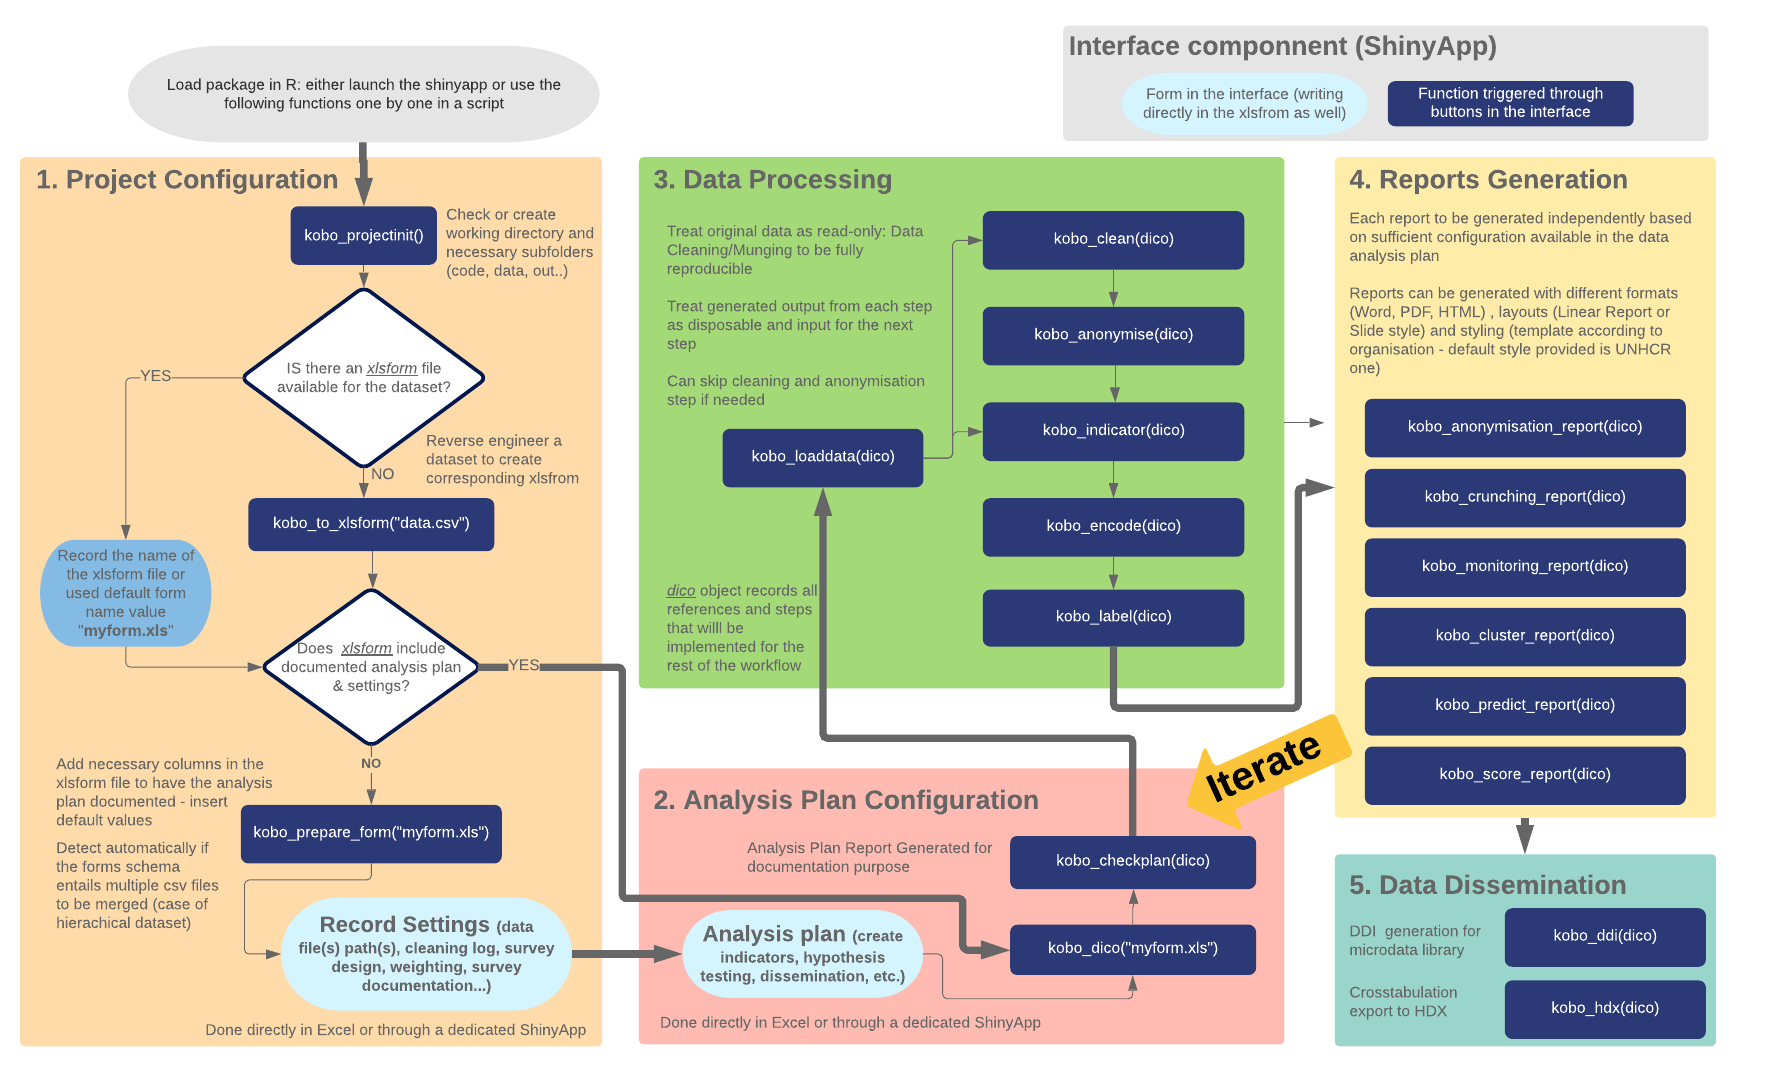 Load package in R: either launch the shinyapp or use the
following functions one by one in a script
Interface componnent (ShinyApp)
Form in the interface (writing
directly in the xlsfrom as well)
Function triggered through
buttons in the interface
1. Project Configuration
kobo_projectinit()
Check or create
working directory and
necessary subfolders
(code, data, out..)
IS there an xlsform file
available for the dataset?
YES
NO
Reverse engineer a
dataset to create
corresponding xlsfrom
kobo_to_xlsform("data.csv")
Record the name of
the xlsform file or
used default form
name value
"myform.xls"
Does xlsform include
documented analysis plan
& settings?
YES
NO
Add necessary columns in the
xlsform file to have the analysis
plan documented - insert
default values
Detect automatically if
the forms schema
entails multiple csv files
to be merged (case of
hierachical dataset)
kobo_prepare_form("myform.xls")
Record Settings (data
file(s) path(s), cleaning log, survey
design, weighting, survey
documentation...)
Done directly in Excel or through a dedicated ShinyApp
2. Analysis Plan Configuration
Analysis Plan Report Generated for
documentation purpose
kobo_checkplan(dico)
Analysis plan (create
indicators, hypothesis
testing, dissemination, etc.)
kobo_dico("myform.xls")
Done directly in Excel or through a dedicated ShinyApp
3. Data Processing
Treat original data as read-only: Data
Cleaning/Munging to be fully
reproducible
Treat generated output from each step
as disposable and input for the next
step
Can skip cleaning and anonymisation
step if needed
kobo_loaddata(dico)
dico object records all
references and steps
that willl be
implemented for the
rest of the workflow
kobo_clean(dico)
kobo_anonymise(dico)
kobo_indicator(dico)
kobo_encode(dico)
kobo_label(dico)
4. Reports Generation
Each report to be generated independently based
on sufficient configuration available in the data
analysis plan
Reports can be generated with different formats
(Word, PDF, HTML) , layouts (Linear Report or
Slide style) and styling (template according to
organisation - default style provided is UNHCR
one)
kobo_anonymisation_report(dico)
kobo_crunching_report(dico)
kobo_monitoring_report(dico)
kobo_cluster_report(dico)
kobo_predict_report(dico)
kobo_score_report(dico)
Iterate
5. Data Dissemination
DDI generation for
microdata library
kobo_ddi(dico)
Crosstabulation
export to HDX
kobo_hdx(dico)